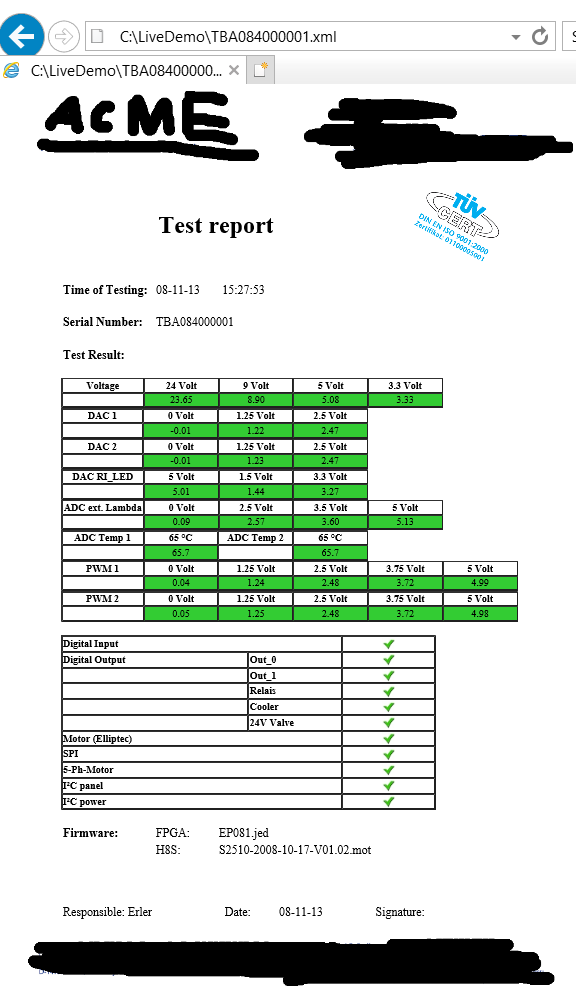 C:\LiveDemo\TBA084000001.xml
C:\LiveDemo\TBA08400000...
ACME
TÜV
CERT
DIN EN ISO 9001:2000
Test report
Time of Testing: 08-11-13 15:27:53
Serial Number: TBA084000001
Test Result:
Voltage 24 Volt 9 Volt 5 Volt 3.3 Volt
23.65 8.90 5.08 3.33
DAC 1 0 Volt 1.25 Volt 2.5 Volt
-0.01 1.22 2.47
DAC 2 0 Volt 1.25 Volt 2.5 Volt
-0.01 1.23 2.47
DAC RI_LED 5 Volt 1.5 Volt 3.3 Volt
5.01 1.44 3.27
ADC ext. Lambda 0 Volt 2.5 Volt 3.5 Volt 5 Volt
0.09 2.57 3.60 5.13
ADC Temp 1 65 °C ADC Temp 2 65 °C
65.7 65.7
PWM 1 0 Volt 1.25 Volt 2.5 Volt 3.75 Volt 5 Volt
0.04 1.24 2.48 3.72 4.99
PWM 2 0 Volt 1.25 Volt 2.5 Volt 3.75 Volt 5 Volt
0.05 1.25 2.48 3.72 4.98
Digital Input
Digital Output Out_0
Out_1
Relais
Cooler
24V Valve
Motor (Elliptec)
SPI
5-Ph-Motor
I²C panel
I²C power
Firmware: FPGA: EP081.jed
H8S: S2510-2008-10-17-V01.02.mot
Responsible: Erler Date: 08-11-13 Signature: